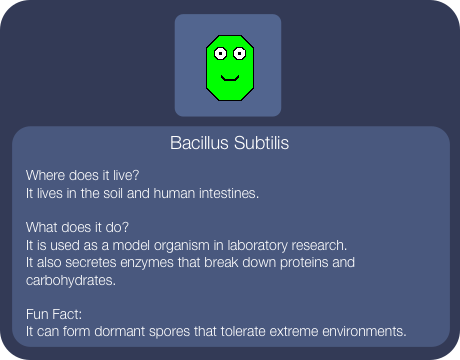 Bacillus Subtilis
Where does it live?
It lives in the soil and human intestines.
What does it do?
It is used as a model organism in laboratory research.
It also secretes enzymes that break down proteins and
carbohydrates.
Fun Fact:
It can form dormant spores that tolerate extreme environments.